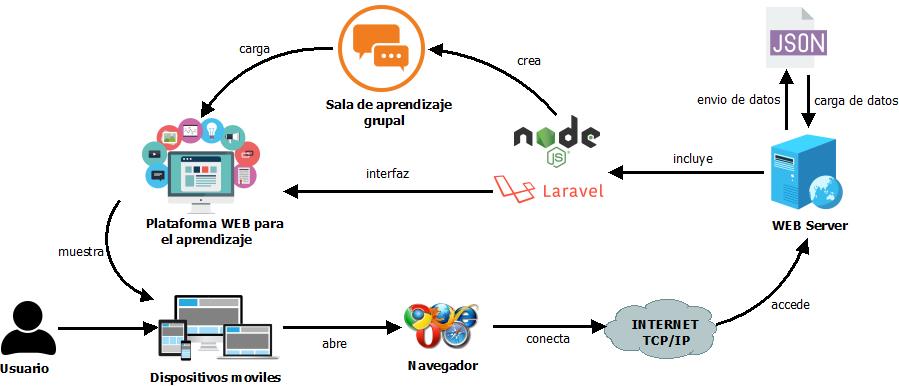 JSON
carga
crea
envio de datos
carga de datos
Sala de aprendizaje
grupal
node
JS
incluye
interfaz
Laravel
Plataforma WEB para
el aprendizaje
WEB Server
muestra
accede
INTERNET
TCP/IP
abre
conecta
Usuario
Navegador
Dispositivos moviles